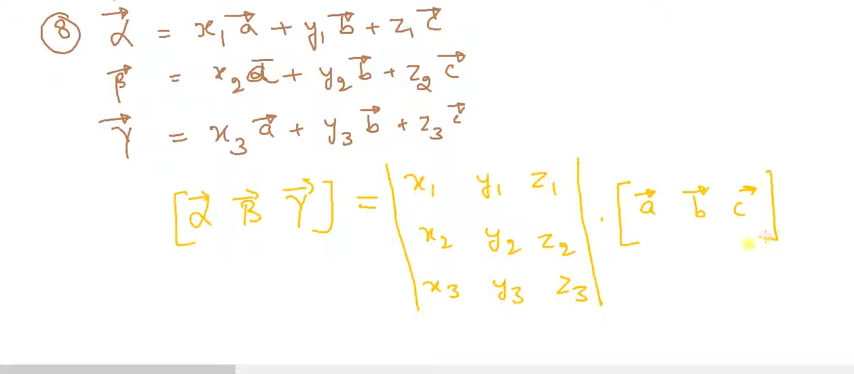 ⑧ α⃗ = x₁a⃗ + y₁b⃗ + z₁c⃗
β⃗ = x₂a⃗ + y₂b⃗ + z₂c⃗
γ⃗ = x₃a⃗ + y₃b⃗ + z₃c⃗
[α⃗ β⃗ γ⃗] = | x₁ y₁ z₁ | · [a⃗ b⃗ c⃗]
| x₂ y₂ z₂ |
| x₃ y₃ z₃ |